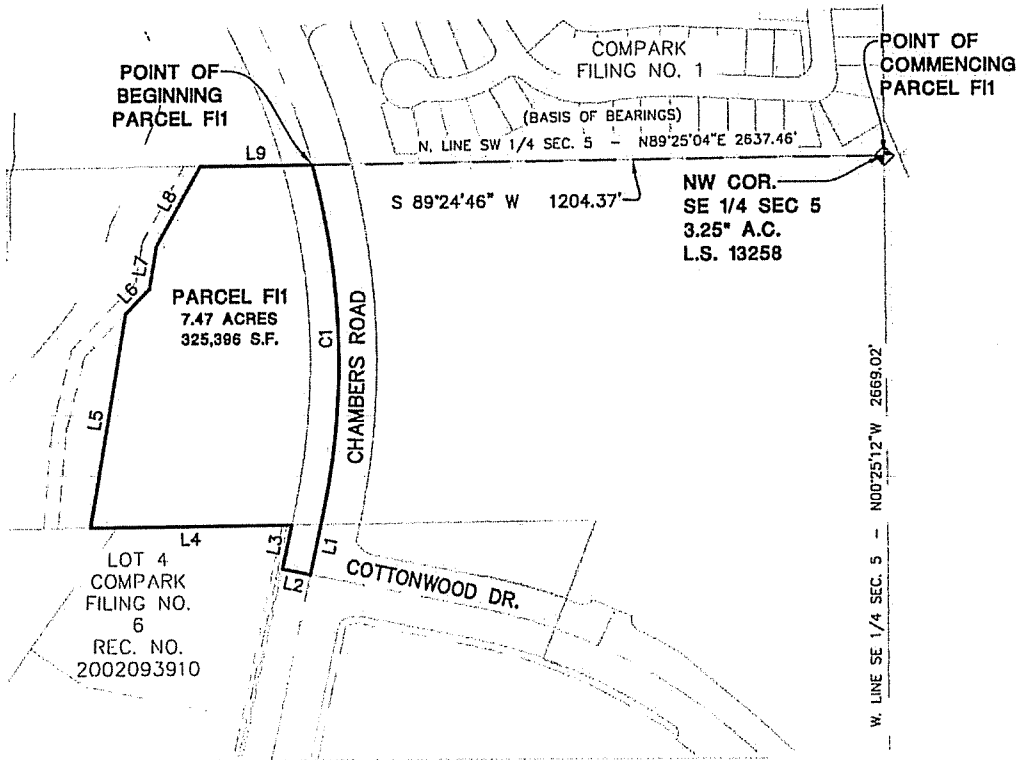 COMPARK
FILING NO. 1
POINT OF
COMMENCING
PARCEL FI1
POINT OF
BEGINNING
PARCEL FI1
(BASIS OF BEARINGS)
N. LINE SW 1/4 SEC. 5 - N89°25'04"E 2637.46'
L9
S 89°24'46" W 1204.37'
NW COR.
SE 1/4 SEC 5
3.25" A.C.
L.S. 13258
L8
L7
L6
PARCEL FI1
7.47 ACRES
325,396 S.F.
C1
CHAMBERS ROAD
L5
W. LINE SE 1/4 SEC. 5 - N00°25'12"W 2669.02'
L4
L3
L1
L2
COTTONWOOD DR.
LOT 4
COMPARK
FILING NO.
6
REC. NO.
2002093910